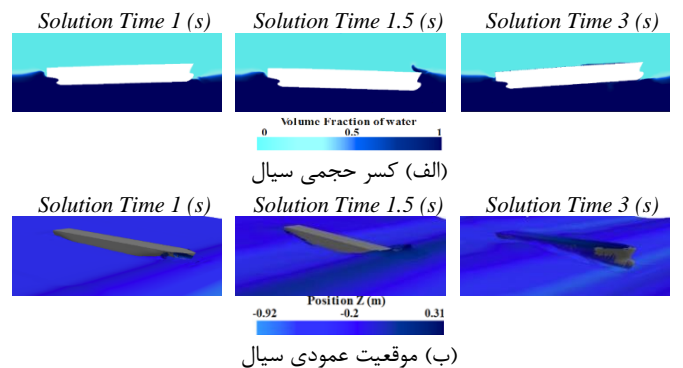 Solution Time 1 (s) Solution Time 1.5 (s) Solution Time 3 (s)
Volume Fraction of water
0 0.5 1
(الف) کسر حجمی سیال
Solution Time 1 (s) Solution Time 1.5 (s) Solution Time 3 (s)
Position Z (m)
-0.92 -0.2 0.31
(ب) موقعیت عمودی سیال